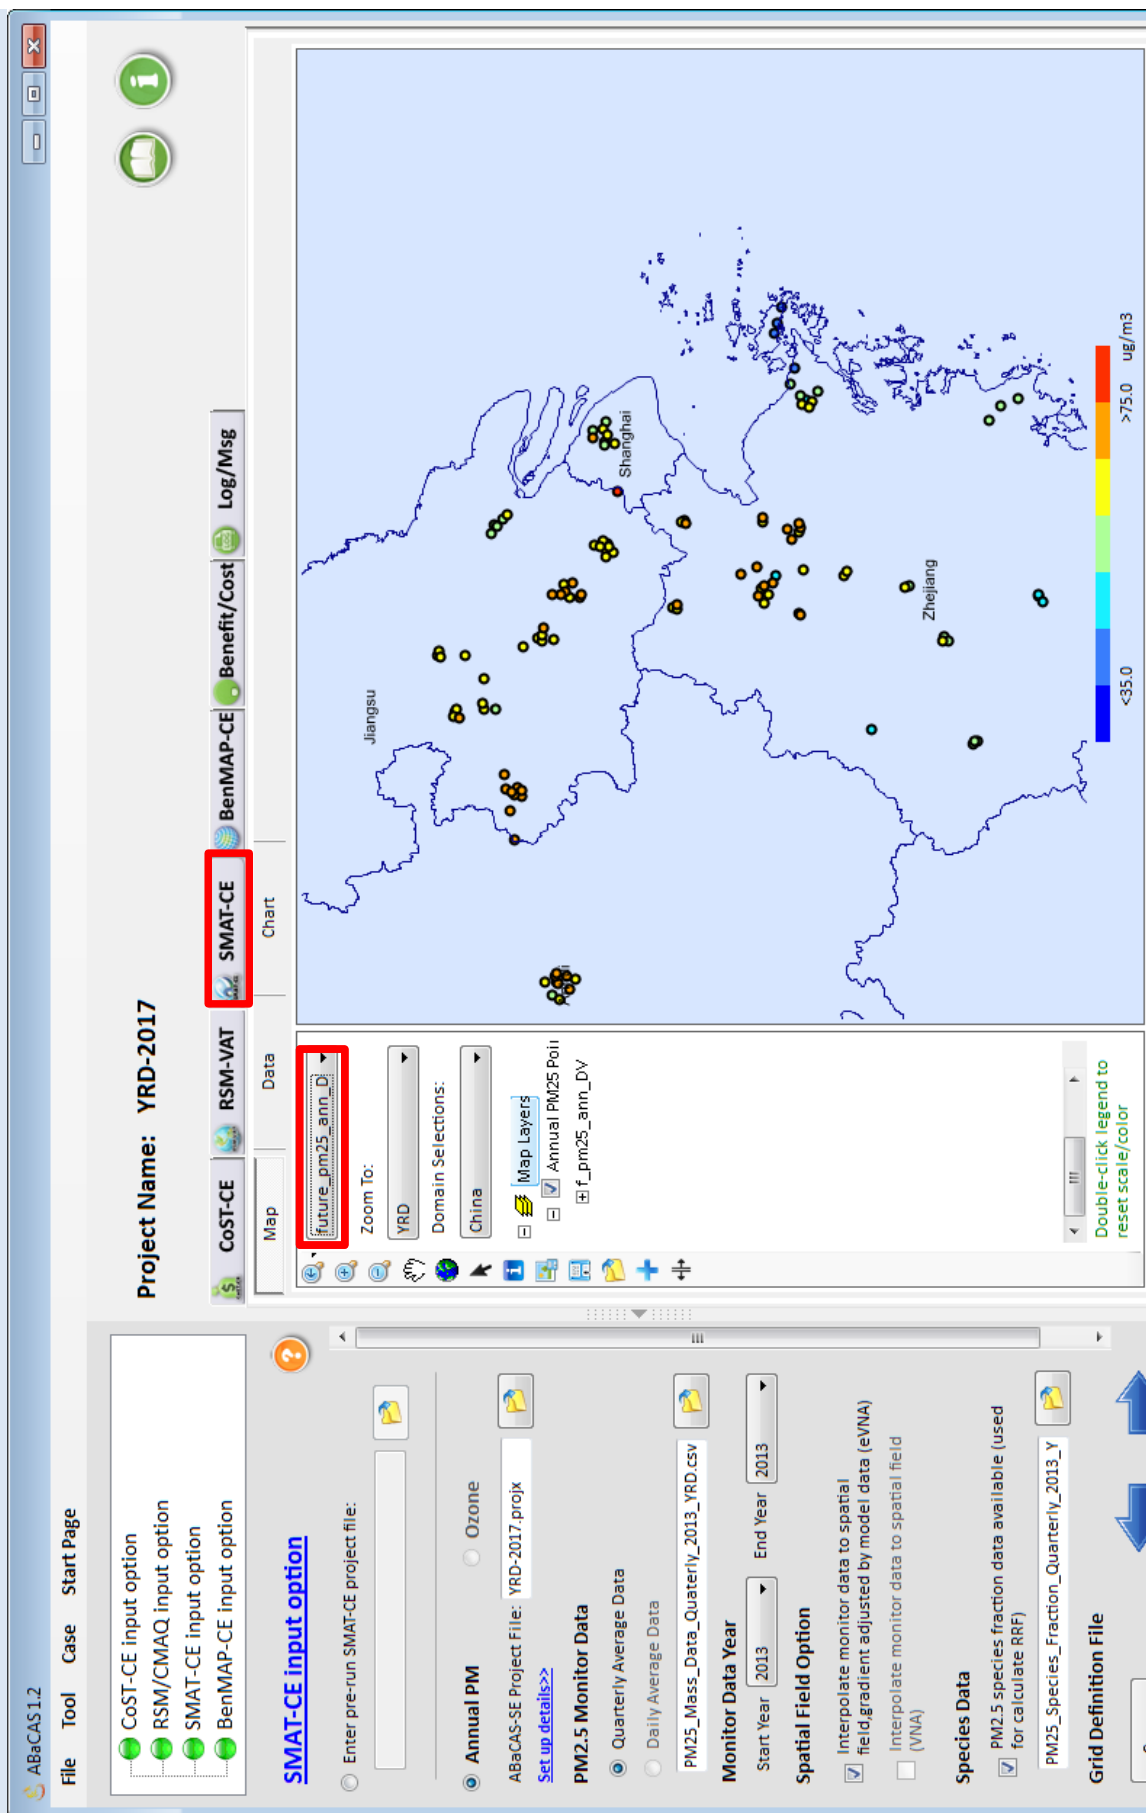 ABaCAS1.2
File Tool Case Start Page
CoST-CE input option
RSM/CMAQ input option
SMAT-CE input option
BenMAP-CE input option
SMAT-CE input option
Enter pre-run SMAT-CE project file:
Annual PM
Ozone
ABaCAS-SE Project File: YRD-2017.projx
Set up details>>
PM2.5 Monitor Data
Quarterly Average Data
Daily Average Data
PM25_Mass_Data_Quaterly_2013_YRD.csv
Monitor Data Year
Start Year 2013 End Year 2013
Spatial Field Option
Interpolate monitor data to spatial
field,gradient adjusted by model data (eVNA)
Interpolate monitor data to spatial field
(VNA)
Species Data
PM2.5 species fraction data available (used
for calculate RRF)
PM25_Species_Fraction_Quarterly_2013_Y
Grid Definition File
Project Name: YRD-2017
CoST-CE RSM-VAT SMAT-CE BenMAP-CE Benefit/Cost Log/Msg
Map Data Chart
future_pm25_ann_D
Zoom To:
YRD
Domain Selections:
China
Map Layers
Annual PM25 Poi
f_pm25_ann_DV
Double-click legend to
reset scale/color
Jiangsu
Shanghai
Zhejiang
<35.0 >75.0 ug/m3